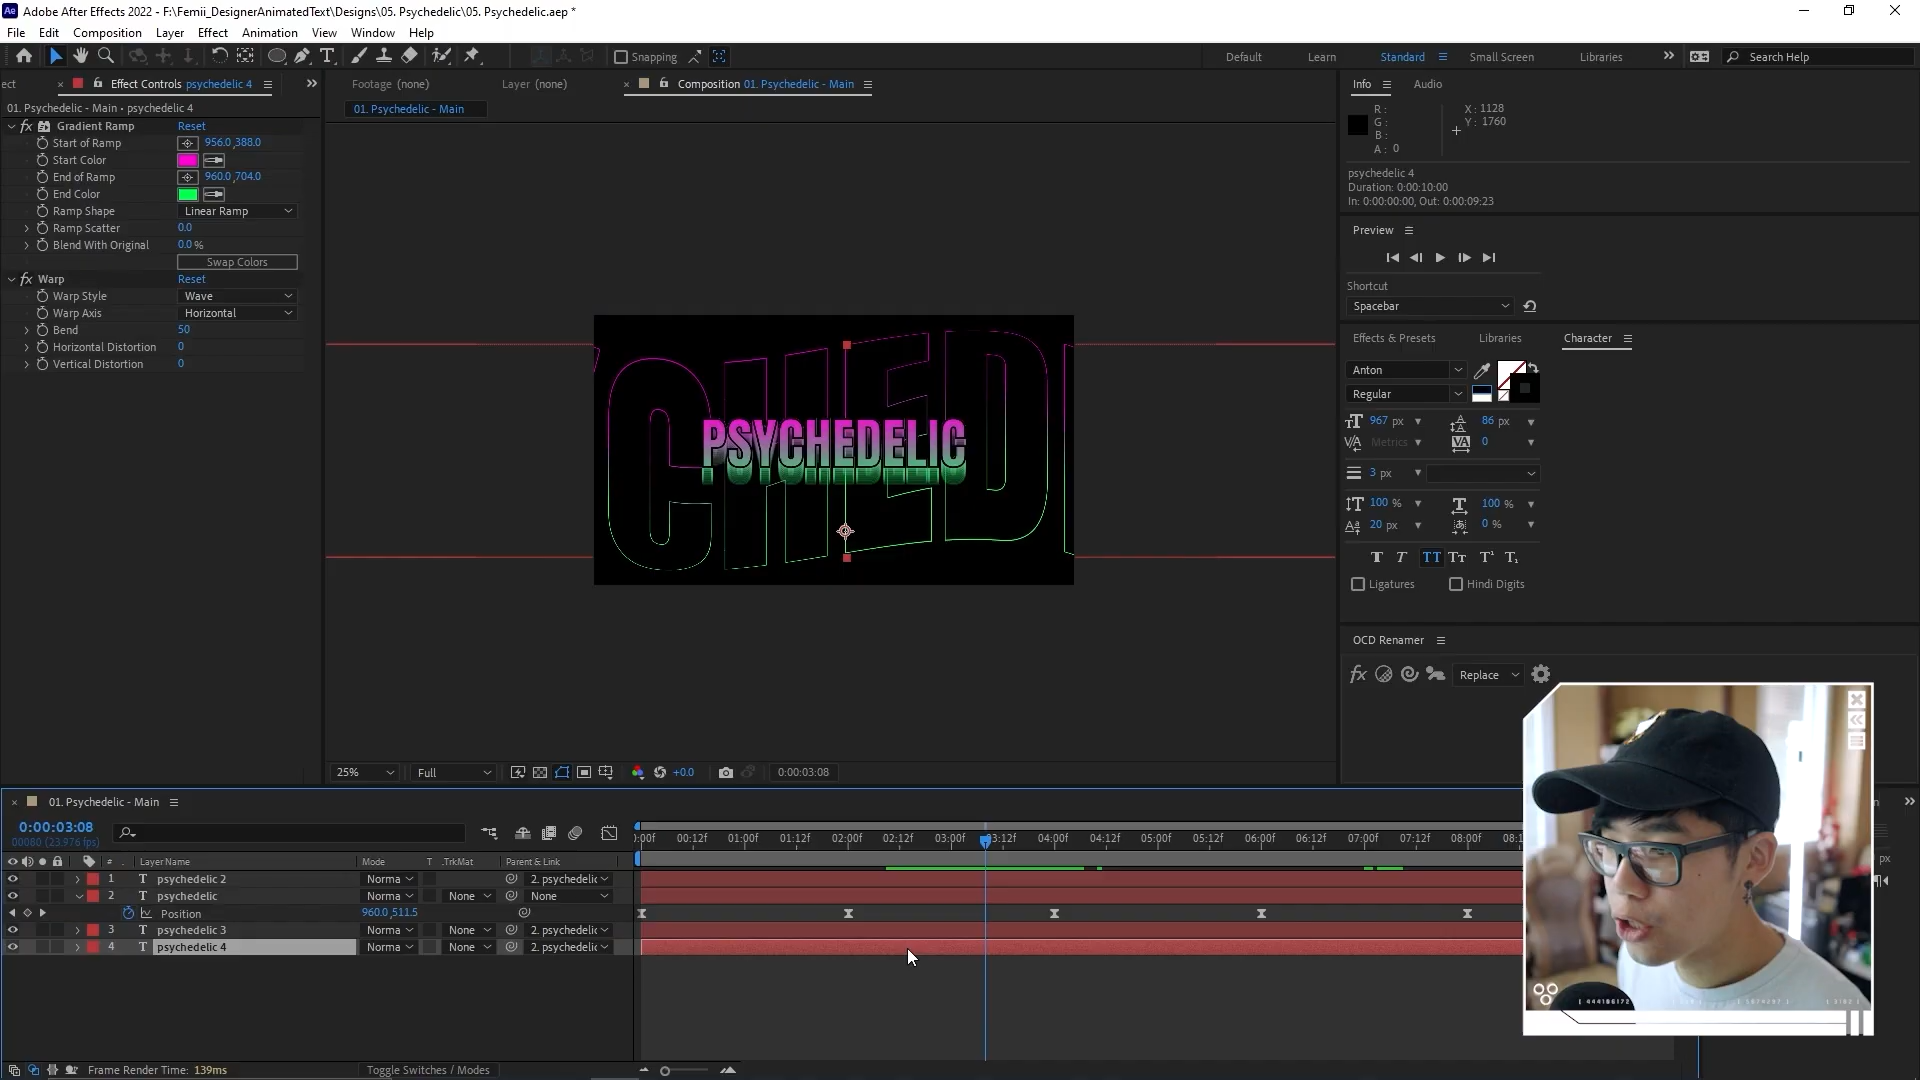 Adobe After Effects 2022 - F:\Femii_DesignerAnimatedText\Designs\05. Psychedelic\05. Psychedelic.aep *
File Edit Composition Layer Effect Animation View Window Help
Snapping
Default Learn Standard Small Screen Libraries Search Help
ect Effect Controls psychedelic 4
01. Psychedelic - Main • psychedelic 4
fx Gradient Ramp Reset
Start of Ramp 956.0,388.0
Start Color
End of Ramp 960.0,704.0
End Color
Ramp Shape Linear Ramp
Ramp Scatter 0.0
Blend With Original 0.0 %
Swap Colors
fx Warp Reset
Warp Style Wave
Warp Axis Horizontal
Bend 50
Horizontal Distortion 0
Vertical Distortion 0
Footage (none) Layer (none) Composition 01. Psychedelic - Main
01. Psychedelic - Main
CHED
PSYCHEDELIC
25% Full +0.0 0:00:03:08
Info Audio
R :
G :
B :
A : 0
X : 1128
Y : 1760
psychedelic 4
Duration: 0:00:10:00
In: 0:00:00:00, Out: 0:00:09:23
Preview
Shortcut
Spacebar
Effects & Presets Libraries Character
Anton
Regular
967 px 86 px
Metrics 0
3 px
100 % 100 %
20 px 0 %
T T TT Tт T¹ T₁
Ligatures Hindi Digits
OCD Renamer
fx Replace
01. Psychedelic - Main
0:00:03:08
00080 (23.976 fps)
:00f 00:12f 01:00f 01:12f 02:00f 02:12f 03:00f 03:12f 04:00f 04:12f 05:00f 05:12f 06:00f 06:12f 07:00f 07:12f 08:00f
# Layer Name Mode T .TrkMat Parent & Link
1 T psychedelic 2 Norma 2. psychedelic
2 T psychedelic Norma None None
Position 960.0,511.5
3 T psychedelic 3 Norma None 2. psychedelic
4 T psychedelic 4 Norma None 2. psychedelic
Frame Render Time: 139ms Toggle Switches / Modes
px